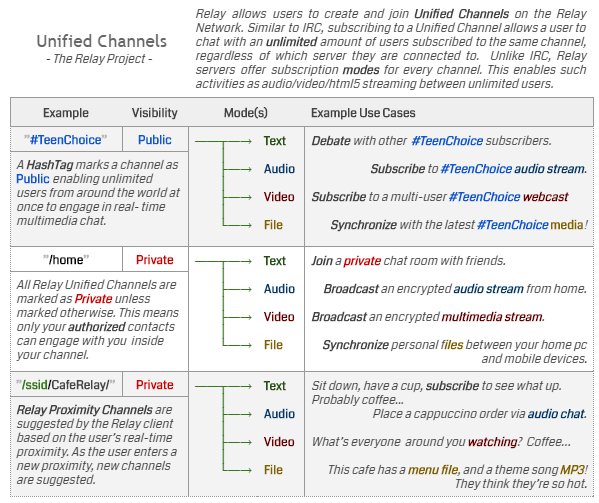 Unified Channels
- The Relay Project -
Relay allows users to create and join Unified Channels on the Relay
Network. Similar to IRC, subscribing to a Unified Channel allows a user to
chat with an unlimited amount of users subscribed to the same channel,
regardless of which server they are connected to. Unlike IRC, Relay
servers offer subscription modes for every channel. This enables such
activities as audio/video/html5 streaming between unlimited users.
Example Visibility Mode(s) Example Use Cases
"#TeenChoice" Public
A HashTag marks a channel as
Public enabling unlimited
users from around the world at
once to engage in real- time
multimedia chat.
Text Debate with other #TeenChoice subscribers.
Audio Subscribe to #TeenChoice audio stream.
Video Subscribe to a multi-user #TeenChoice webcast
File Synchronize with the latest #TeenChoice media!
"/home" Private
All Relay Unified Channels are
marked as Private unless
marked otherwise. This means
only your authorized contacts
can engage with you inside
your channel.
Text Join a private chat room with friends.
Audio Broadcast an encrypted audio stream from home.
Video Broadcast an encrypted multimedia stream.
File Synchronize personal files between your home pc
and mobile devices.
"/ssid/CafeRelay/" Private
Relay Proximity Channels are
suggested by the Relay client
based on the user's real-time
proximity. As the user enters a
new proximity, new channels
are suggested.
Text Sit down, have a cup, subscribe to see what up.
Probably coffee...
Audio Place a cappuccino order via audio chat.
Video What's everyone around you watching? Coffee...
File This cafe has a menu file, and a theme song MP3!
They think they're so hot.